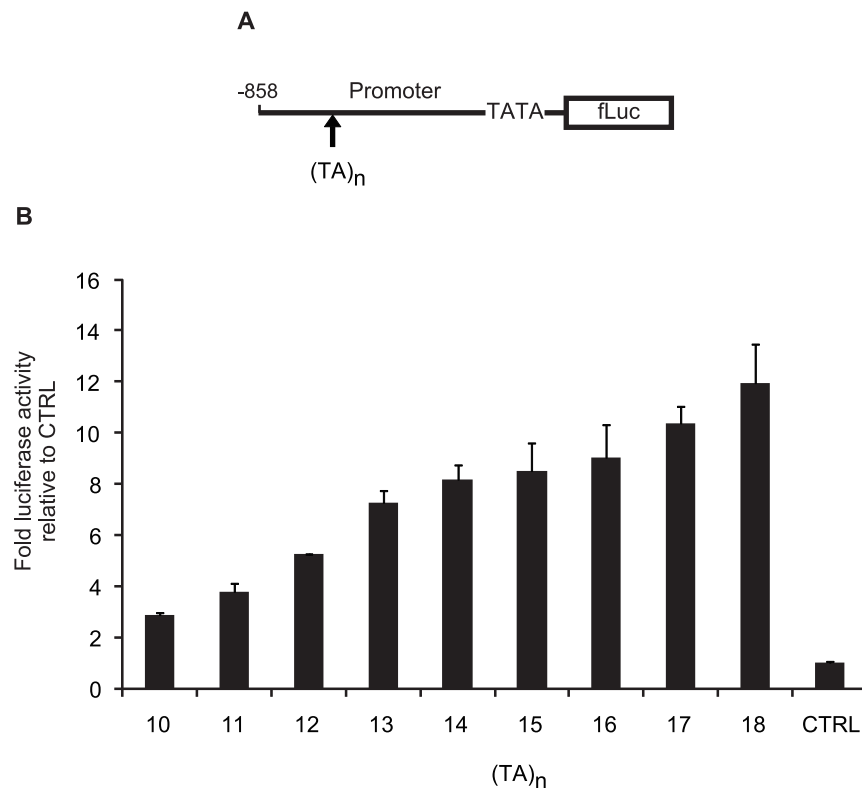 A
-858
Promoter
TATA
fLuc
(TA)n
B
Fold luciferase activity
relative to CTRL
16
14
12
10
8
6
4
2
0
10 11 12 13 14 15 16 17 18 CTRL
(TA)n